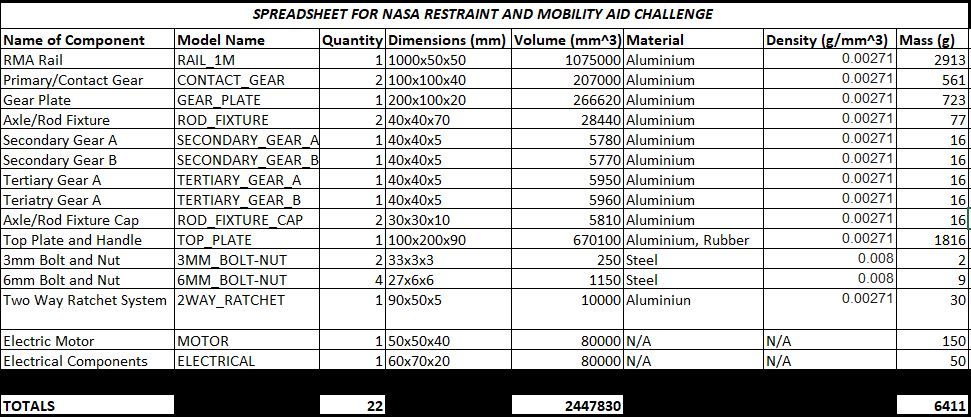 SPREADSHEET FOR NASA RESTRAINT AND MOBILITY AID CHALLENGE
Name of Component Model Name Quantity Dimensions (mm) Volume (mm^3) Material Density (g/mm^3) Mass (g)
RMA Rail RAIL_1M 1 1000x50x50 1075000 Aluminium 0.00271 2913
Primary/Contact Gear CONTACT_GEAR 2 100x100x40 207000 Aluminium 0.00271 561
Gear Plate GEAR_PLATE 1 200x100x20 266620 Aluminium 0.00271 723
Axle/Rod Fixture ROD_FIXTURE 2 40x40x70 28440 Aluminium 0.00271 77
Secondary Gear A SECONDARY_GEAR_A 1 40x40x5 5780 Aluminium 0.00271 16
Secondary Gear B SECONDARY_GEAR_B 1 40x40x5 5770 Aluminium 0.00271 16
Tertiary Gear A TERTIARY_GEAR_A 1 40x40x5 5950 Aluminium 0.00271 16
Teriatry Gear A TERTIARY_GEAR_B 1 40x40x5 5960 Aluminium 0.00271 16
Axle/Rod Fixture Cap ROD_FIXTURE_CAP 2 30x30x10 5810 Aluminium 0.00271 16
Top Plate and Handle TOP_PLATE 1 100x200x90 670100 Aluminium, Rubber 0.00271 1816
3mm Bolt and Nut 3MM_BOLT-NUT 2 33x3x3 250 Steel 0.008 2
6mm Bolt and Nut 6MM_BOLT-NUT 4 27x6x6 1150 Steel 0.008 9
Two Way Ratchet System 2WAY_RATCHET 1 90x50x5 10000 Aluminiun 0.00271 30
Electric Motor MOTOR 1 50x50x40 80000 N/A N/A 150
Electrical Components ELECTRICAL 1 60x70x20 80000 N/A N/A 50
TOTALS 22 2447830 6411